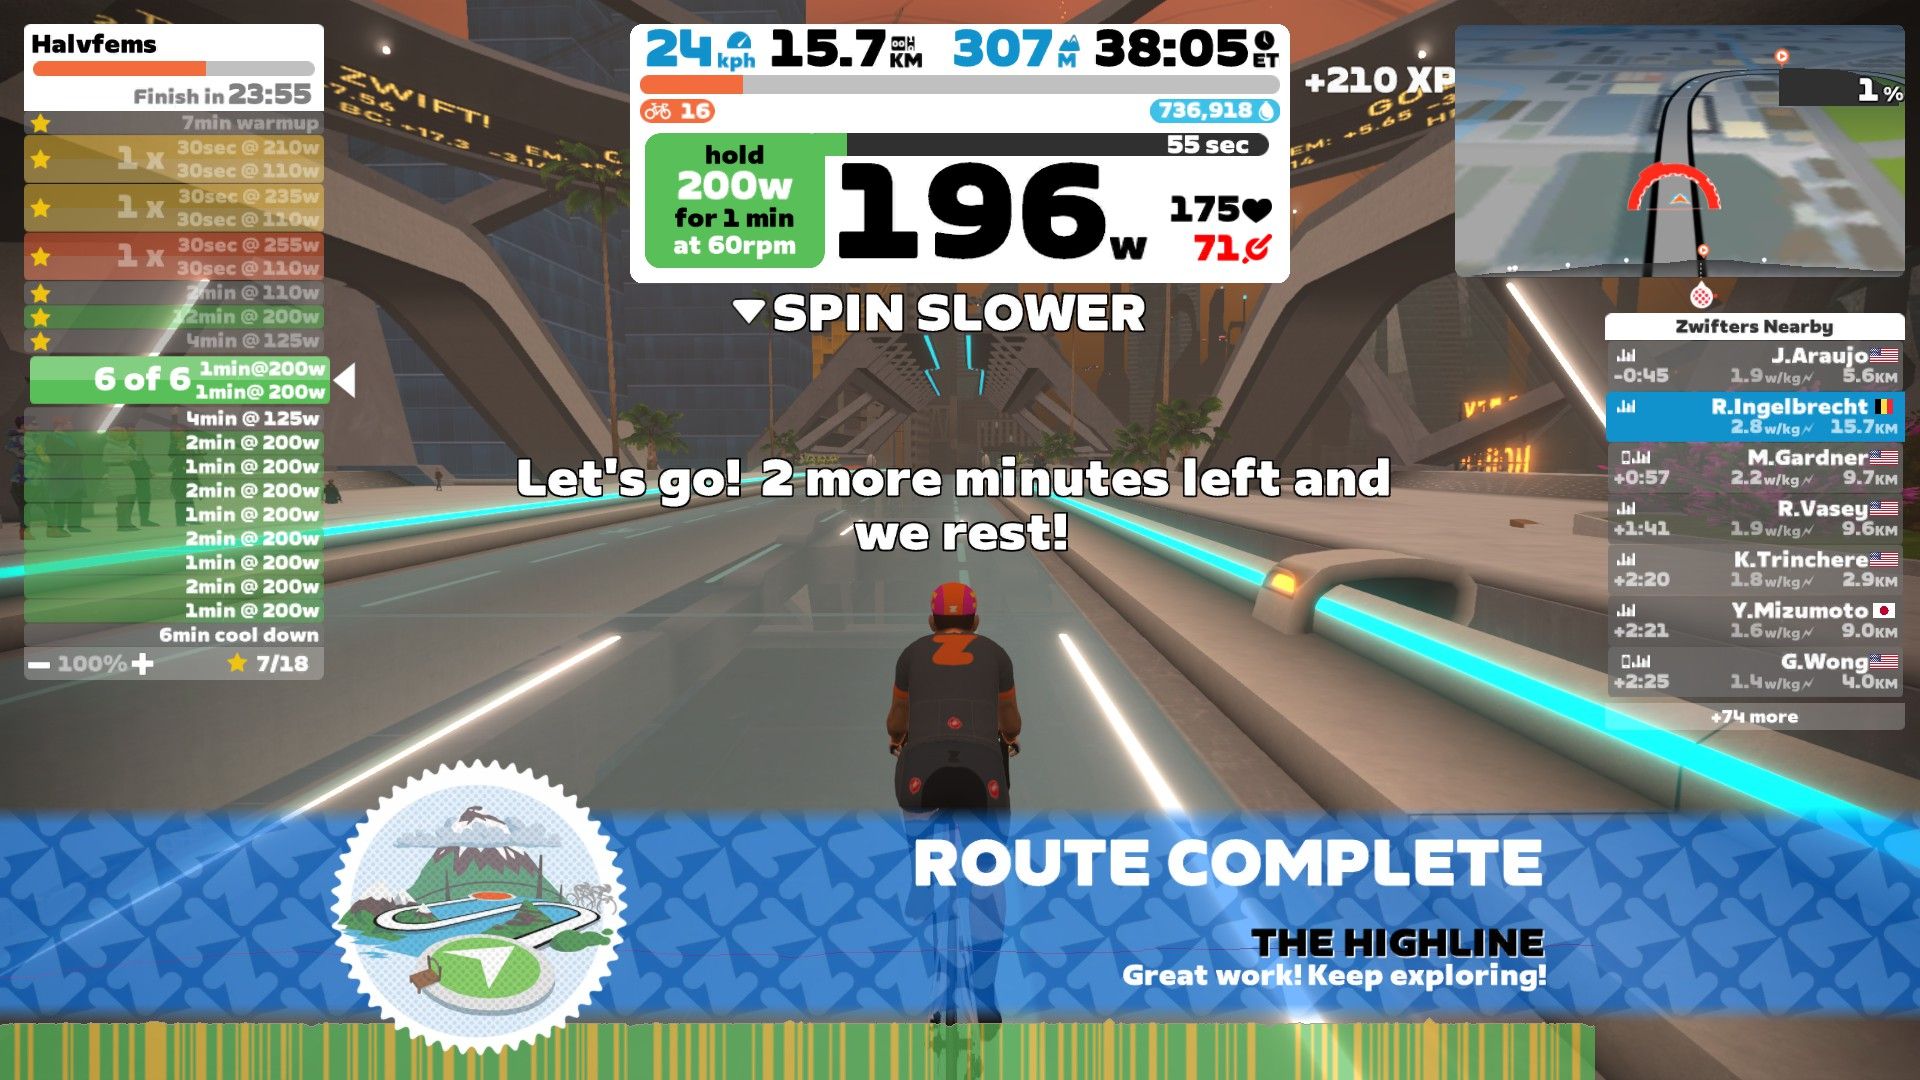 Halvfems
Finish in 23:55
7min warmup
1 x 30sec @ 210w
30sec @ 110w
1 x 30sec @ 235w
30sec @ 110w
1 x 30sec @ 255w
30sec @ 110w
2min @ 110w
12min @ 200w
4min @ 125w
6 of 6 1min@200w
1min@ 200w
4min @ 125w
2min @ 200w
1min @ 200w
2min @ 200w
1min @ 200w
2min @ 200w
1min @ 200w
2min @ 200w
1min @ 200w
6min cool down
100% 7/18
24 kph 15.7 KM 307 M 38:05 ET
16 736,918
hold
200w
for 1 min
at 60rpm
55 sec
196 w
175
71
SPIN SLOWER
Let's go! 2 more minutes left and
we rest!
+210 XP
ZWIFT!
-7.56
BC: +17.3 -3.14
1 %
Zwifters Nearby
J.Araujo
-0:45 1.9 w/kg 5.6 KM
R.Ingelbrecht
2.8 w/kg 15.7 KM
M.Gardner
+0:57 2.2 w/kg 9.7 KM
R.Vasey
+1:41 1.9 w/kg 9.6 KM
K.Trinchere
+2:20 1.8 w/kg 2.9 KM
Y.Mizumoto
+2:21 1.6 w/kg 9.0 KM
G.Wong
+2:25 1.4 w/kg 4.0 KM
+74 more
ROUTE COMPLETE
THE HIGHLINE
Great work! Keep exploring!